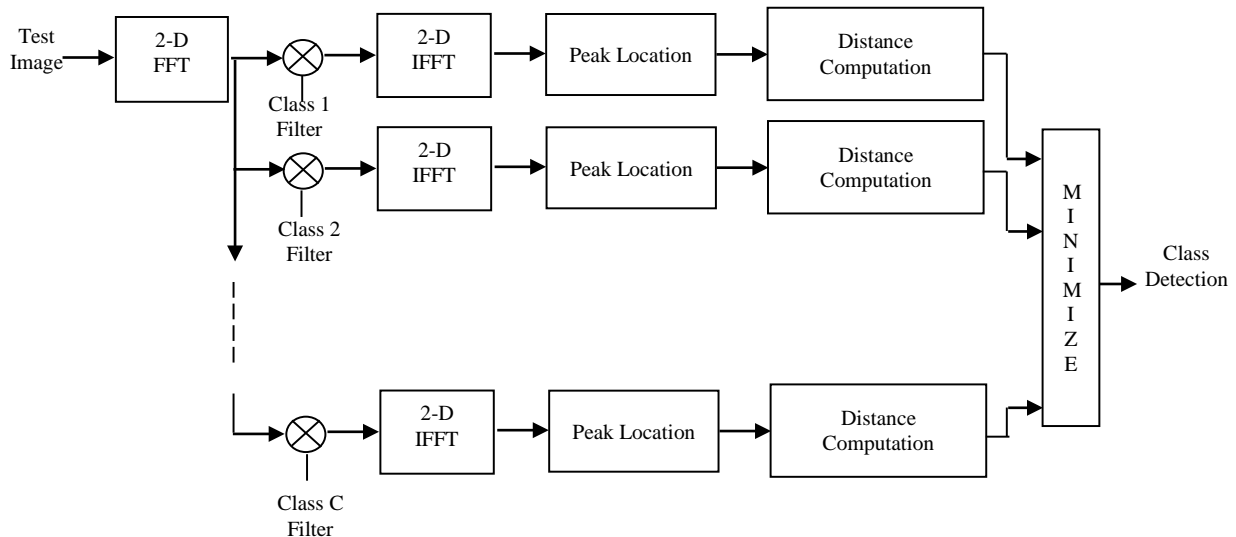 Test
Image
2-D
FFT
Class 1
Filter
2-D
IFFT
Peak Location
Distance
Computation
Class 2
Filter
2-D
IFFT
Peak Location
Distance
Computation
Class C
Filter
2-D
IFFT
Peak Location
Distance
Computation
M
I
N
I
M
I
Z
E
Class
Detection